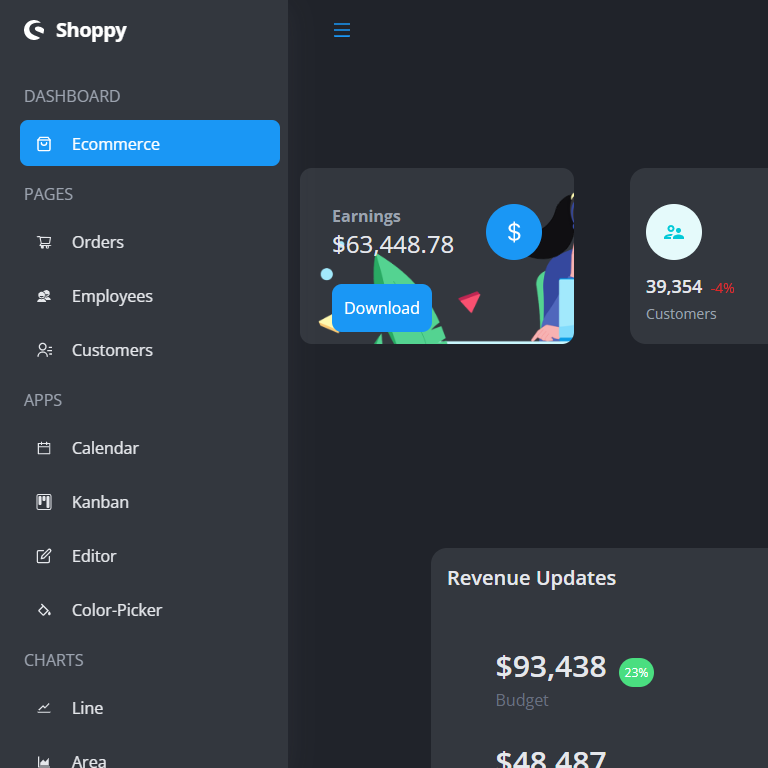 Shoppy
DASHBOARD
Ecommerce
PAGES
Orders
Employees
Customers
APPS
Calendar
Kanban
Editor
Color-Picker
CHARTS
Line
Area
Earnings
$63,448.78
$
Download
39,354 -4%
Customers
Revenue Updates
$93,438 23%
Budget
$48,487